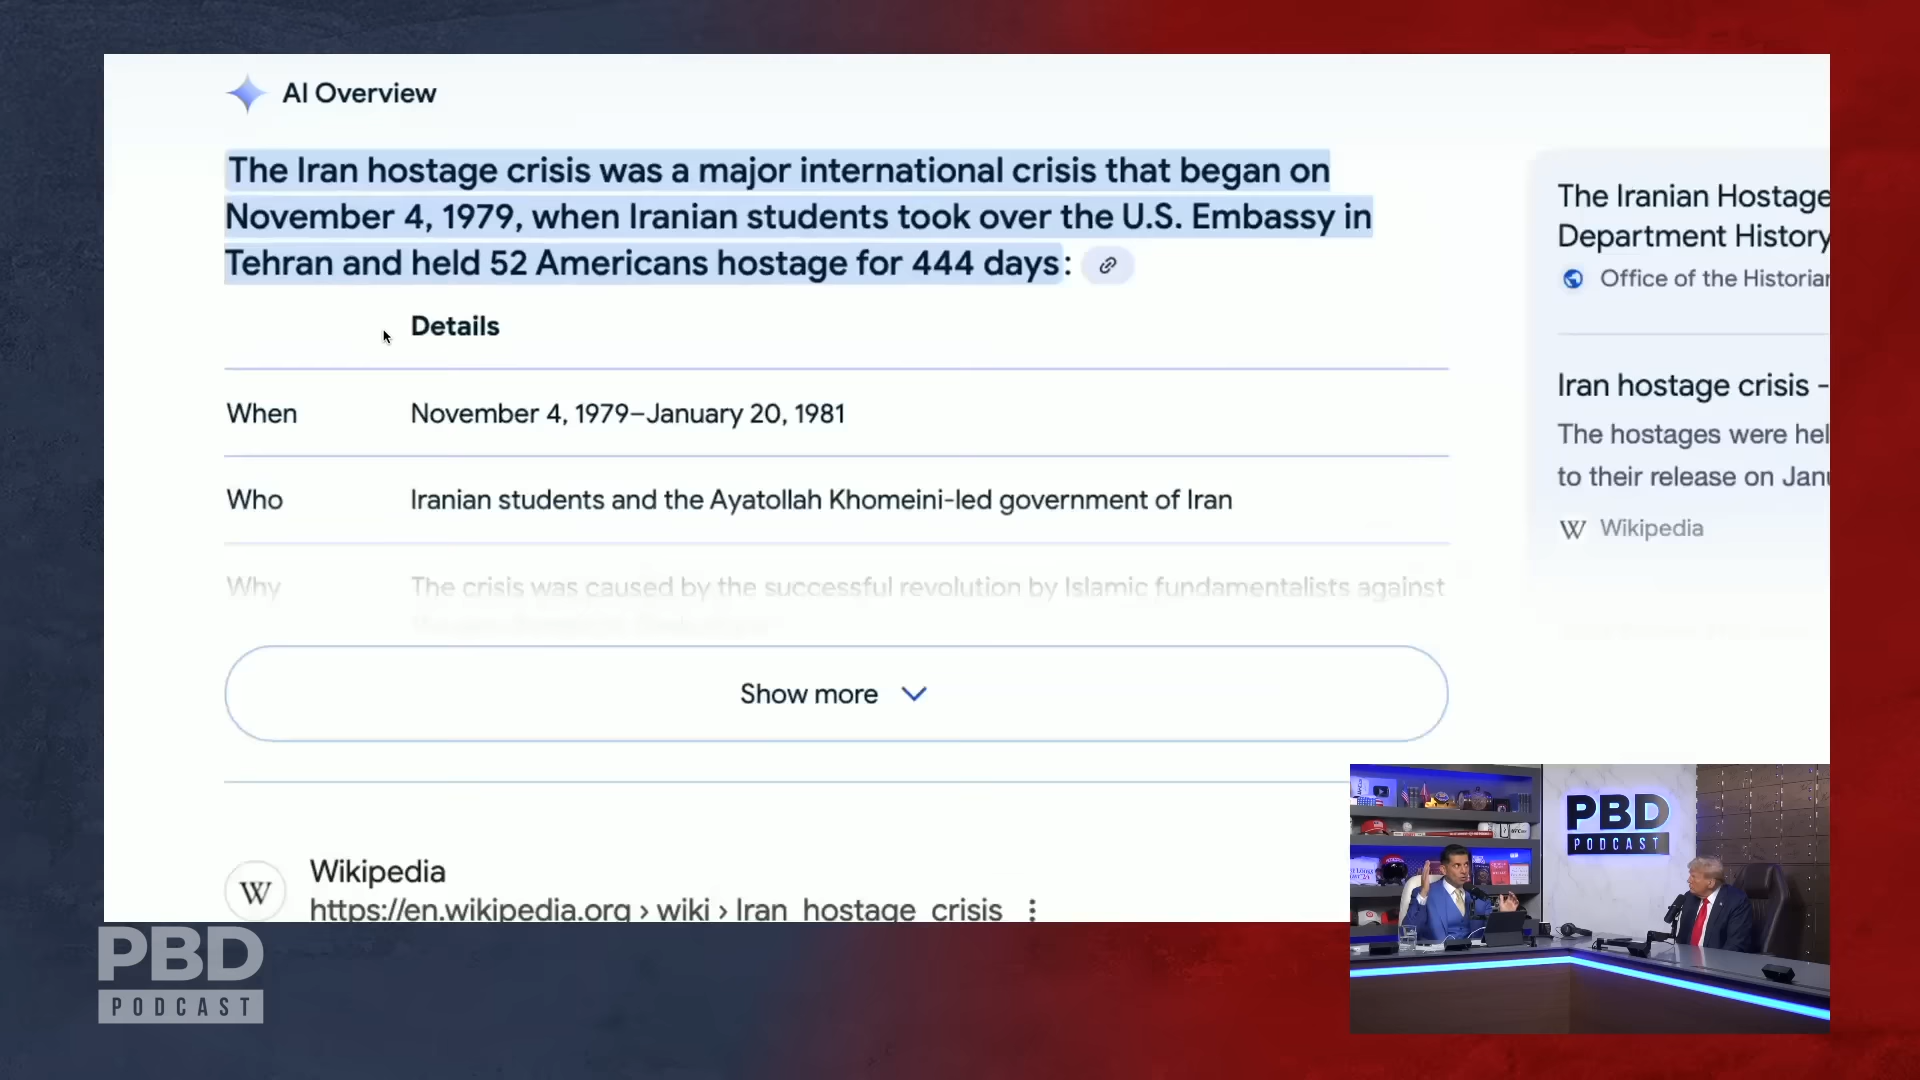 AI Overview
The Iran hostage crisis was a major international crisis that began on
November 4, 1979, when Iranian students took over the U.S. Embassy in
Tehran and held 52 Americans hostage for 444 days:
Details
When November 4, 1979–January 20, 1981
Who Iranian students and the Ayatollah Khomeini-led government of Iran
Why The crisis was caused by the successful revolution by Islamic fundamentalists against
Show more
Wikipedia
https://en.wikipedia.org › wiki › Iran_hostage_crisis
The Iranian Hostage
Department History
Office of the Historian
Iran hostage crisis -
The hostages were hel
to their release on Janu
W Wikipedia
W
PBD
PODCAST
PBD
PODCAST